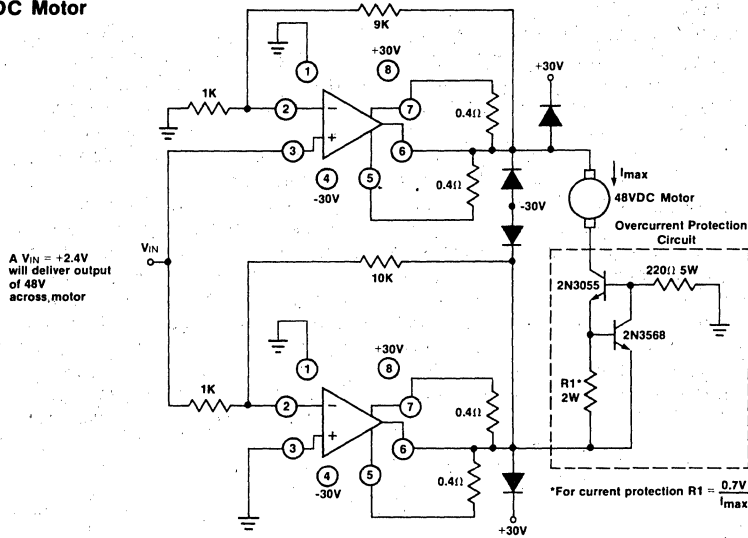 DC Motor
9K
+30V
1
8
+30V
1K
2
7
0.4Ω
3
6
4
5
-30V
0.4Ω
-30V
Imax
48VDC Motor
Overcurrent Protection
Circuit
A VIN = +2.4V
will deliver output
of 48V
across motor
VIN
10K
2N3055
220Ω 5W
2N3568
R1*
2W
+30V
1
8
1K
2
7
0.4Ω
3
6
4
5
-30V
0.4Ω
+30V
*For current protection R1 = 0.7V
Imax